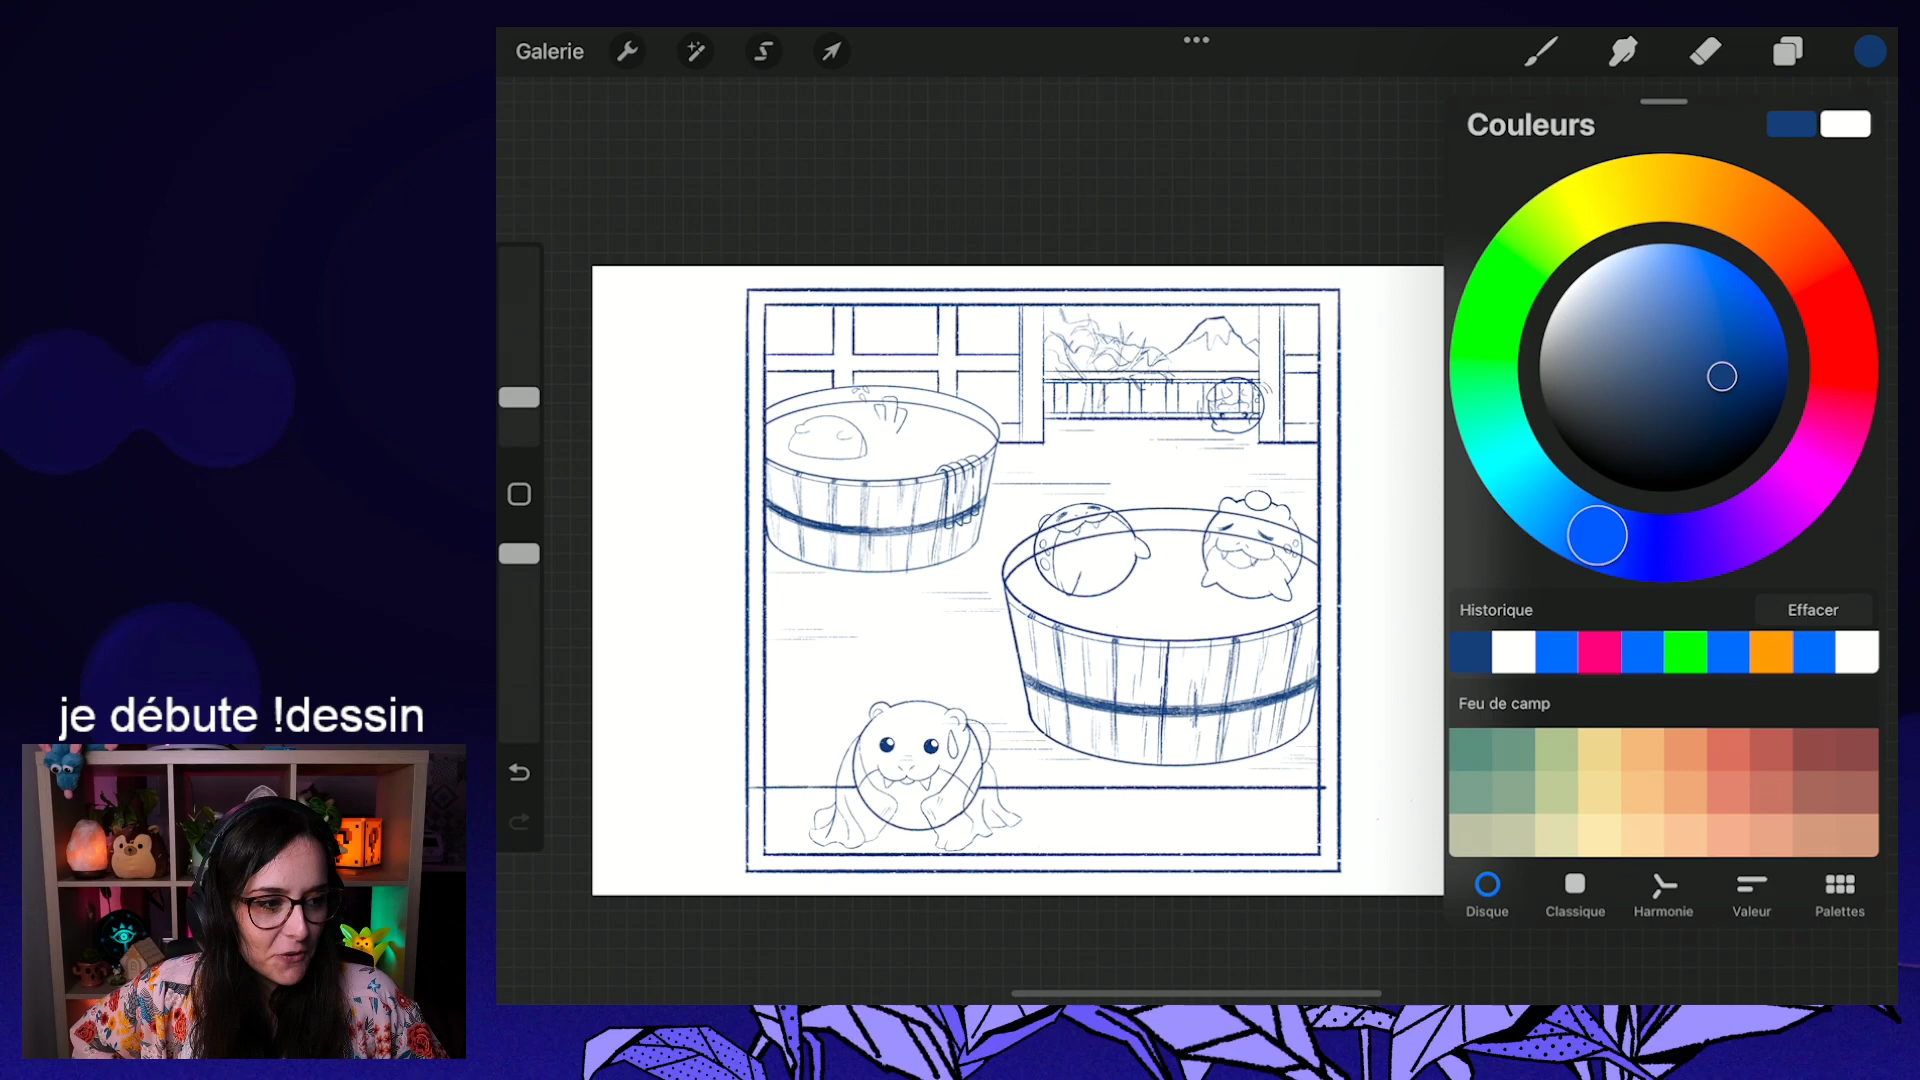 Galerie
Couleurs
Historique
Effacer
Feu de camp
Disque
Classique
Harmonie
Valeur
Palettes
je débute !dessin